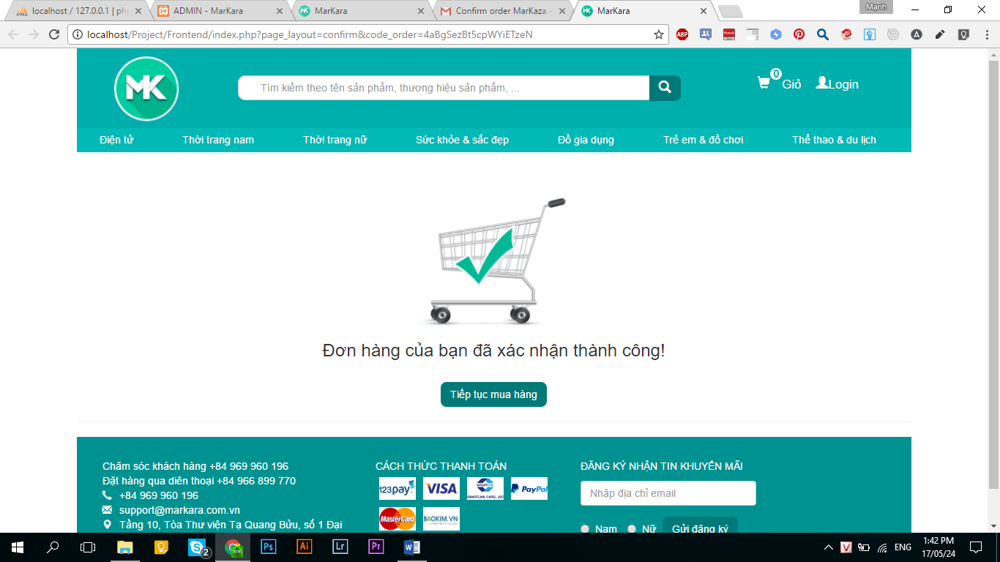 localhost / 127.0.0.1 | php
ADMIN - MarKara
MarKara
Confirm order MarKaza -
MarKara
Mạnh
localhost/Project/Frontend/index.php?page_layout=confirm&code_order=4aBgSezBt5cpWYiETzeN
ABP
MK
Tìm kiếm theo tên sản phẩm, thương hiệu sản phẩm, ...
0
Giỏ
Login
Điện tử
Thời trang nam
Thời trang nữ
Sức khỏe & sắc đẹp
Đồ gia dụng
Trẻ em & đồ chơi
Thể thao & du lịch
Đơn hàng của bạn đã xác nhận thành công!
Tiếp tục mua hàng
Chăm sóc khách hàng +84 969 960 196
Đặt hàng qua diên thoại +84 966 899 770
+84 969 960 196
support@markara.com.vn
Tầng 10, Tòa Thư viện Tạ Quang Bửu, số 1 Đại
CÁCH THỨC THANH TOÁN
123pay
VISA
smartlink
SMARTLINK CARD., JSC
PayPal
MasterCard
BAOKIM.VN
ĐĂNG KÝ NHẬN TIN KHUYẾN MÃI
Nhập địa chỉ email
Nam
Nữ
Gửi đăng ký
2
Ps
Ai
Lr
Pr
W
V
ENG
1:42 PM
17/05/24